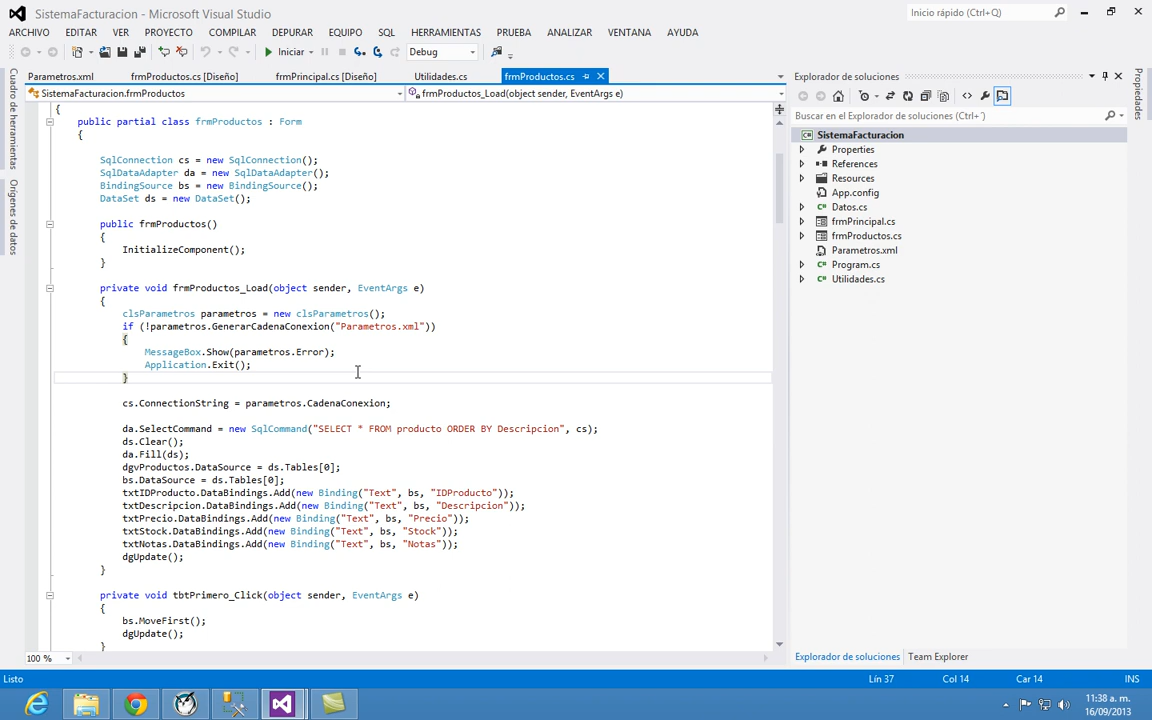 SistemaFacturacion - Microsoft Visual Studio
Inicio rápido (Ctrl+Q)
ARCHIVO EDITAR VER PROYECTO COMPILAR DEPURAR EQUIPO SQL HERRAMIENTAS PRUEBA ANALIZAR VENTANA AYUDA
Iniciar Debug
Parametros.xml frmProductos.cs [Diseño] frmPrincipal.cs [Diseño] Utilidades.cs frmProductos.cs
SistemaFacturacion.frmProductos frmProductos_Load(object sender, EventArgs e)
Cuadro de herramientas
Orígenes de datos
{
public partial class frmProductos : Form
{
SqlConnection cs = new SqlConnection();
SqlDataAdapter da = new SqlDataAdapter();
BindingSource bs = new BindingSource();
DataSet ds = new DataSet();
public frmProductos()
{
InitializeComponent();
}
private void frmProductos_Load(object sender, EventArgs e)
{
clsParametros parametros = new clsParametros();
if (!parametros.GenerarCadenaConexion("Parametros.xml"))
{
MessageBox.Show(parametros.Error);
Application.Exit();
}
cs.ConnectionString = parametros.CadenaConexion;
da.SelectCommand = new SqlCommand("SELECT * FROM producto ORDER BY Descripcion", cs);
ds.Clear();
da.Fill(ds);
dgvProductos.DataSource = ds.Tables[0];
bs.DataSource = ds.Tables[0];
txtIDProducto.DataBindings.Add(new Binding("Text", bs, "IDProducto"));
txtDescripcion.DataBindings.Add(new Binding("Text", bs, "Descripcion"));
txtPrecio.DataBindings.Add(new Binding("Text", bs, "Precio"));
txtStock.DataBindings.Add(new Binding("Text", bs, "Stock"));
txtNotas.DataBindings.Add(new Binding("Text", bs, "Notas"));
dgUpdate();
}
private void tbtPrimero_Click(object sender, EventArgs e)
{
bs.MoveFirst();
dgUpdate();
}
100 %
Explorador de soluciones
Buscar en el Explorador de soluciones (Ctrl+´)
SistemaFacturacion
Properties
References
Resources
App.config
Datos.cs
frmPrincipal.cs
frmProductos.cs
Parametros.xml
Program.cs
Utilidades.cs
Explorador de soluciones Team Explorer
Propiedades
Listo Lín 37 Col 14 Car 14 INS
11:38 a. m.
16/09/2013